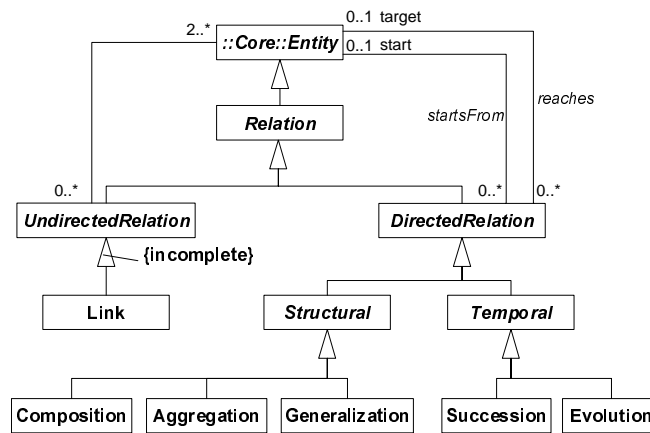 0..1 target
2..*
::Core::Entity
0..1 start
reaches
Relation
startsFrom
0..*
0..*
0..*
UndirectedRelation
DirectedRelation
{incomplete}
Link
Structural
Temporal
Composition
Aggregation
Generalization
Succession
Evolution